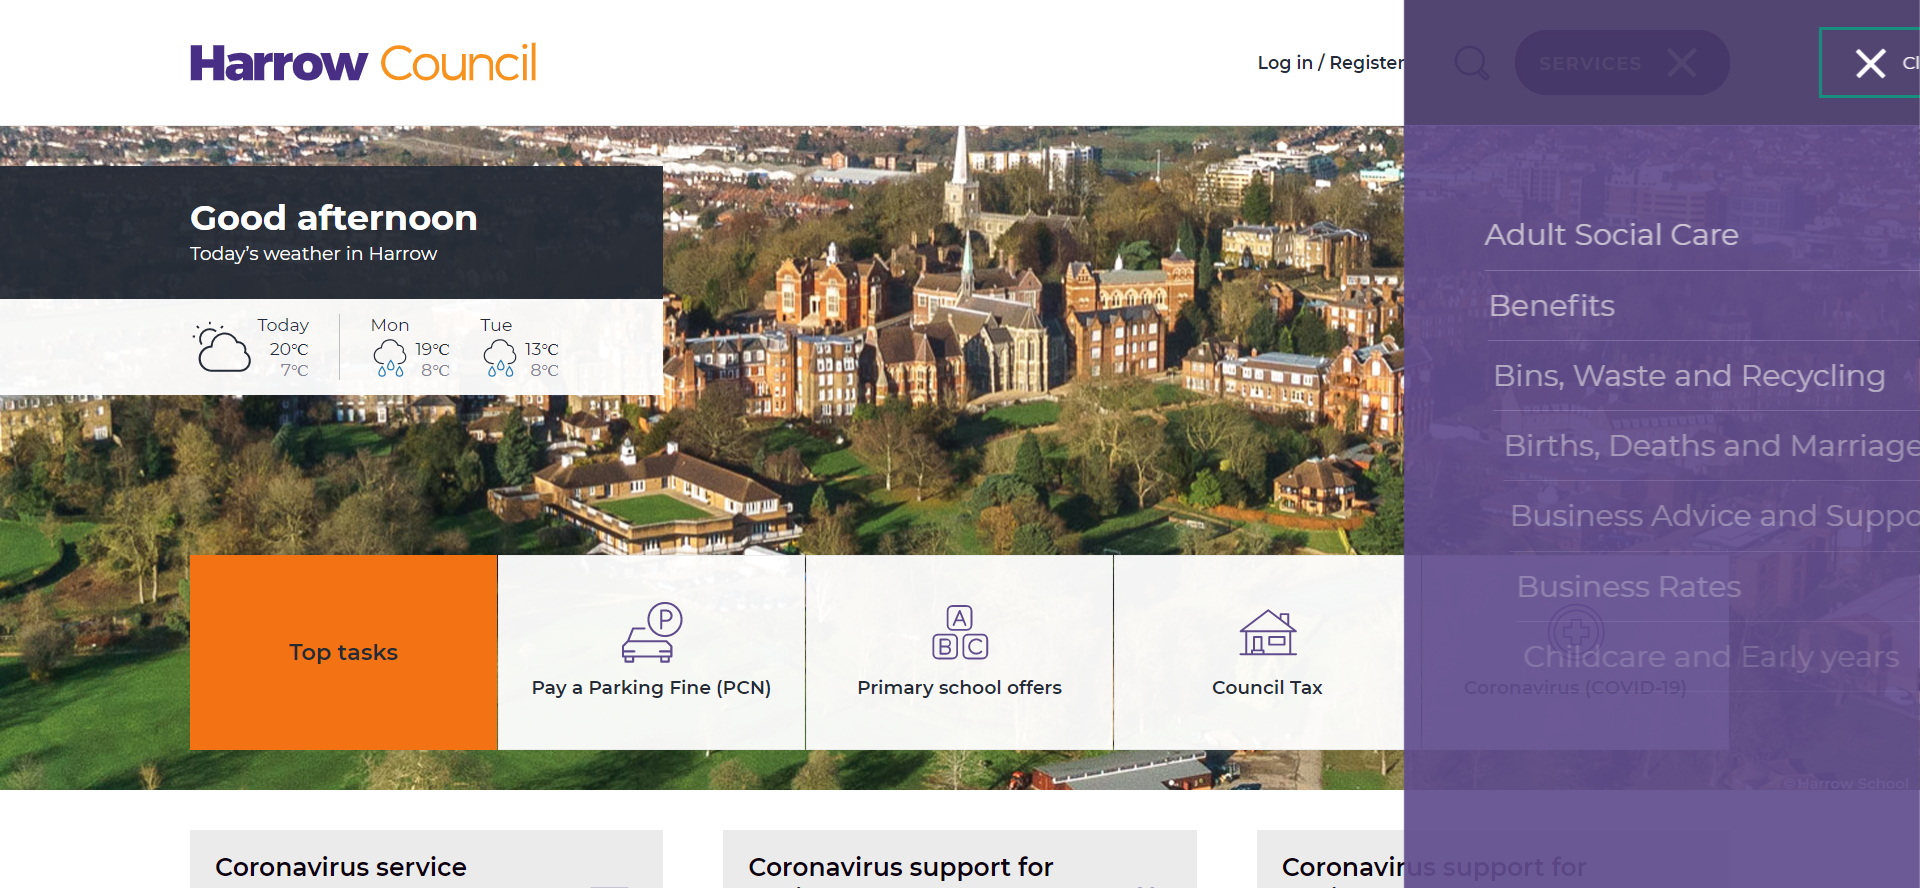 Harrow Council
Log in / Register
SERVICES
Good afternoon
Today's weather in Harrow
Today
20°C
7°C
Mon
19°C
8°C
Tue
13°C
8°C
Adult Social Care
Benefits
Bins, Waste and Recycling
Births, Deaths and Marriage
Business Advice and Suppo
Business Rates
Childcare and Early years
Top tasks
P
Pay a Parking Fine (PCN)
A
B C
Primary school offers
Council Tax
Coronavirus (COVID-19)
© Harrow School
Coronavirus service
Coronavirus support for
Coronavirus support for